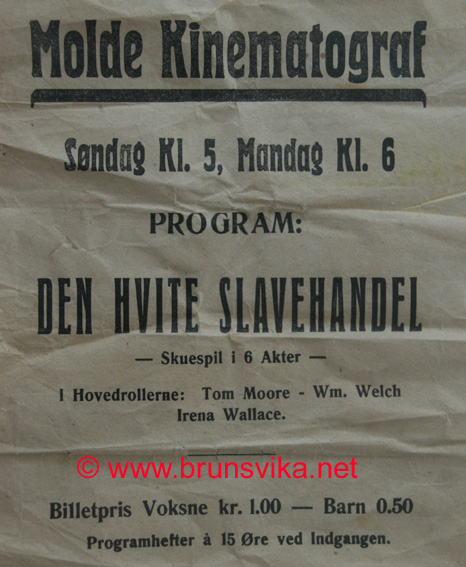 Molde Kinematograf
Søndag Kl. 5, Mandag Kl. 6
PROGRAM:
DEN HVITE SLAVEHANDEL
— Skuespil i 6 Akter —
I Hovedrollerne: Tom Moore - Wm. Welch
Irena Wallace.
© www.brunsvika.net
Billetpris Voksne kr. 1.00 — Barn 0.50
Programhefter à 15 Øre ved Indgangen.